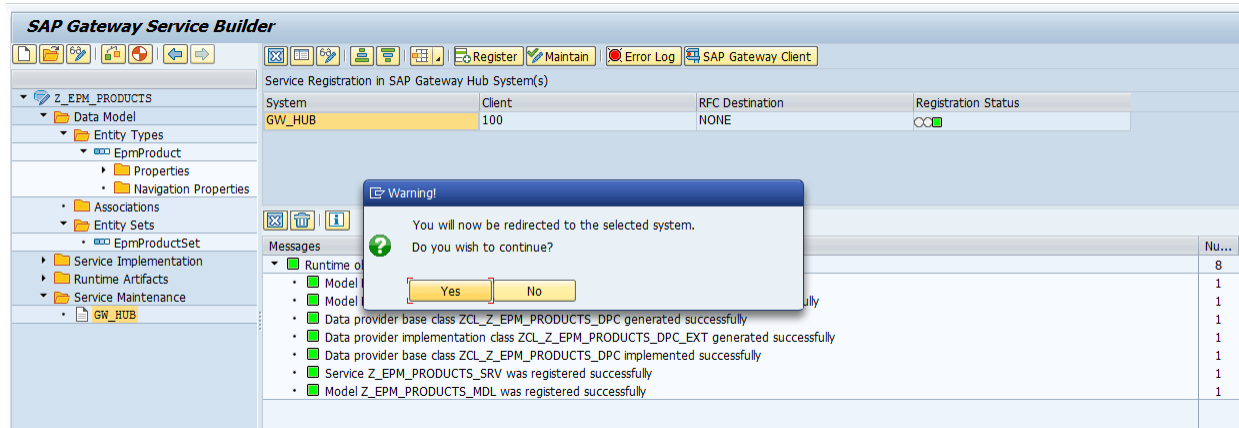 SAP Gateway Service Builder
Register Maintain Error Log SAP Gateway Client
Service Registration in SAP Gateway Hub System(s)
System Client RFC Destination Registration Status
GW_HUB 100 NONE
Z_EPM_PRODUCTS
Data Model
Entity Types
EpmProduct
Properties
Navigation Properties
Associations
Entity Sets
EpmProductSet
Service Implementation
Runtime Artifacts
Service Maintenance
GW_HUB
Warning!
You will now be redirected to the selected system.
Do you wish to continue?
Yes No
Messages Nu...
Runtime 8
Model 1
Model 1
Data provider base class ZCL_Z_EPM_PRODUCTS_DPC generated successfully 1
Data provider implementation class ZCL_Z_EPM_PRODUCTS_DPC_EXT generated successfully 1
Data provider base class ZCL_Z_EPM_PRODUCTS_DPC implemented successfully 1
Service Z_EPM_PRODUCTS_SRV was registered successfully 1
Model Z_EPM_PRODUCTS_MDL was registered successfully 1